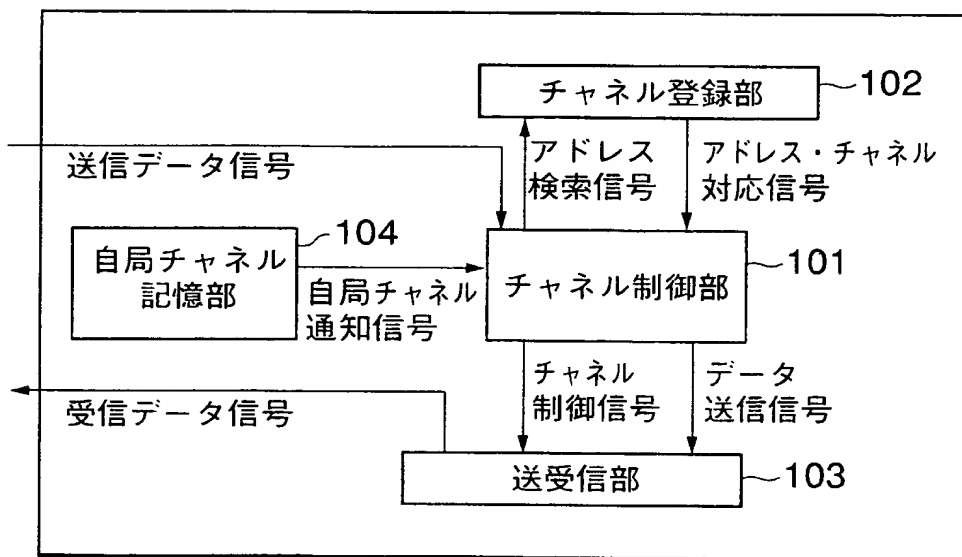 チャネル登録部
102
送信データ信号
アドレス
検索信号
アドレス・チャネル
対応信号
104
自局チャネル
記憶部
自局チャネル
通知信号
チャネル制御部
101
チャネル
制御信号
データ
送信信号
受信データ信号
送受信部
103